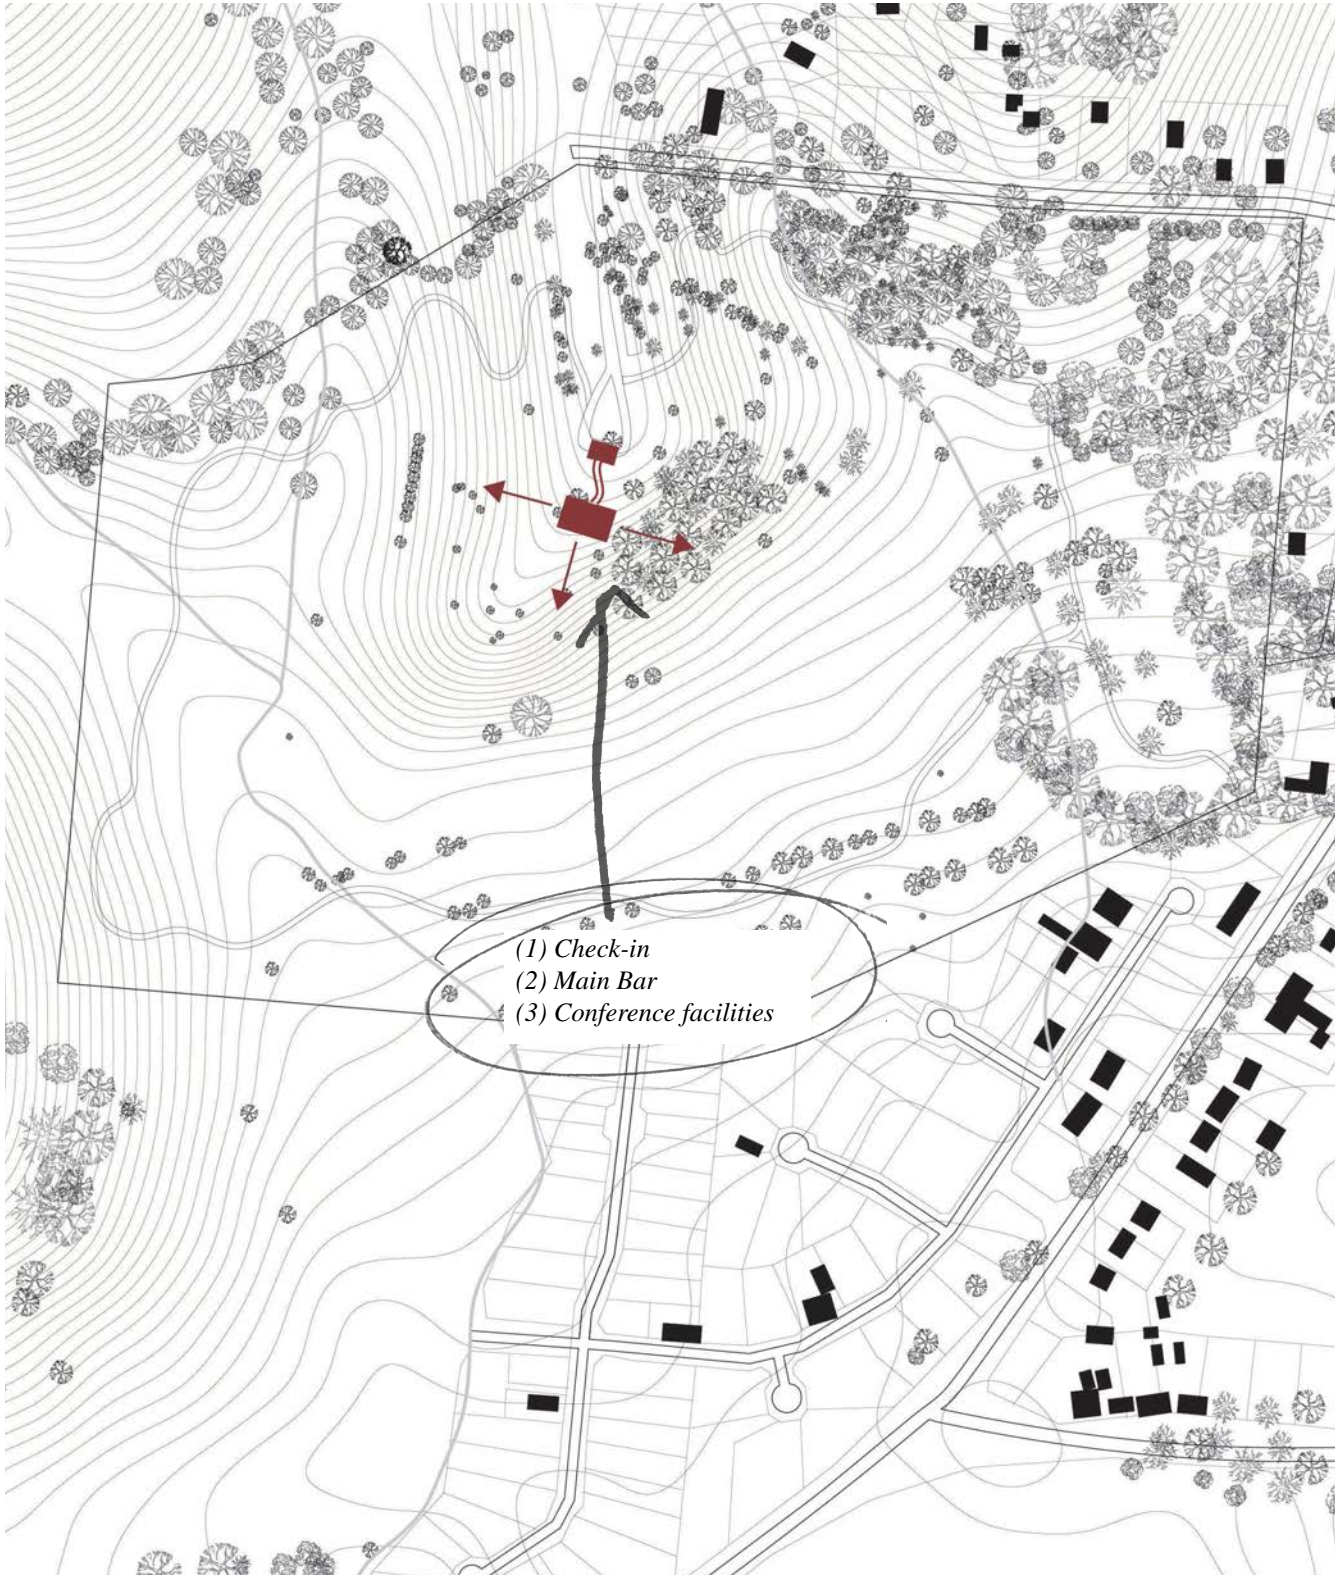 (1) Check-in
(2) Main Bar
(3) Conference facilities